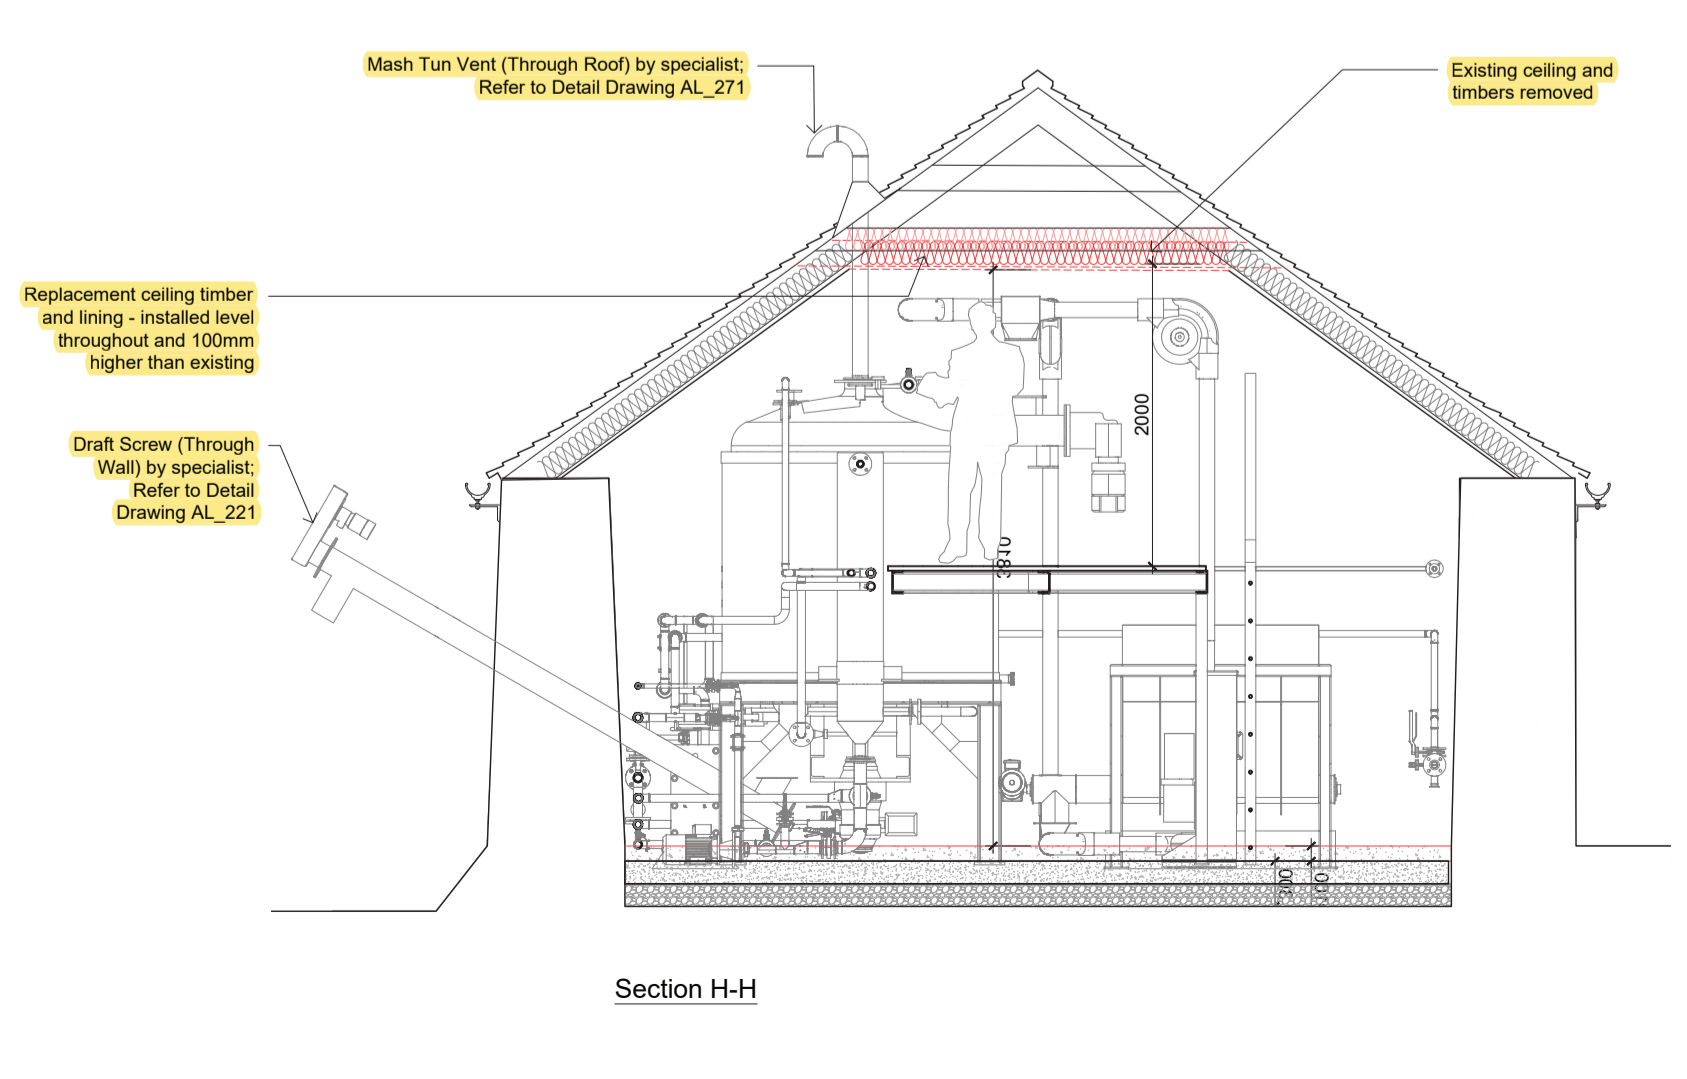 Mash Tun Vent (Through Roof) by specialist;
Refer to Detail Drawing AL_271
Existing ceiling and
timbers removed
Replacement ceiling timber
and lining - installed level
throughout and 100mm
higher than existing
Draft Screw (Through
Wall) by specialist;
Refer to Detail
Drawing AL_221
2000
3810
300
Section H-H